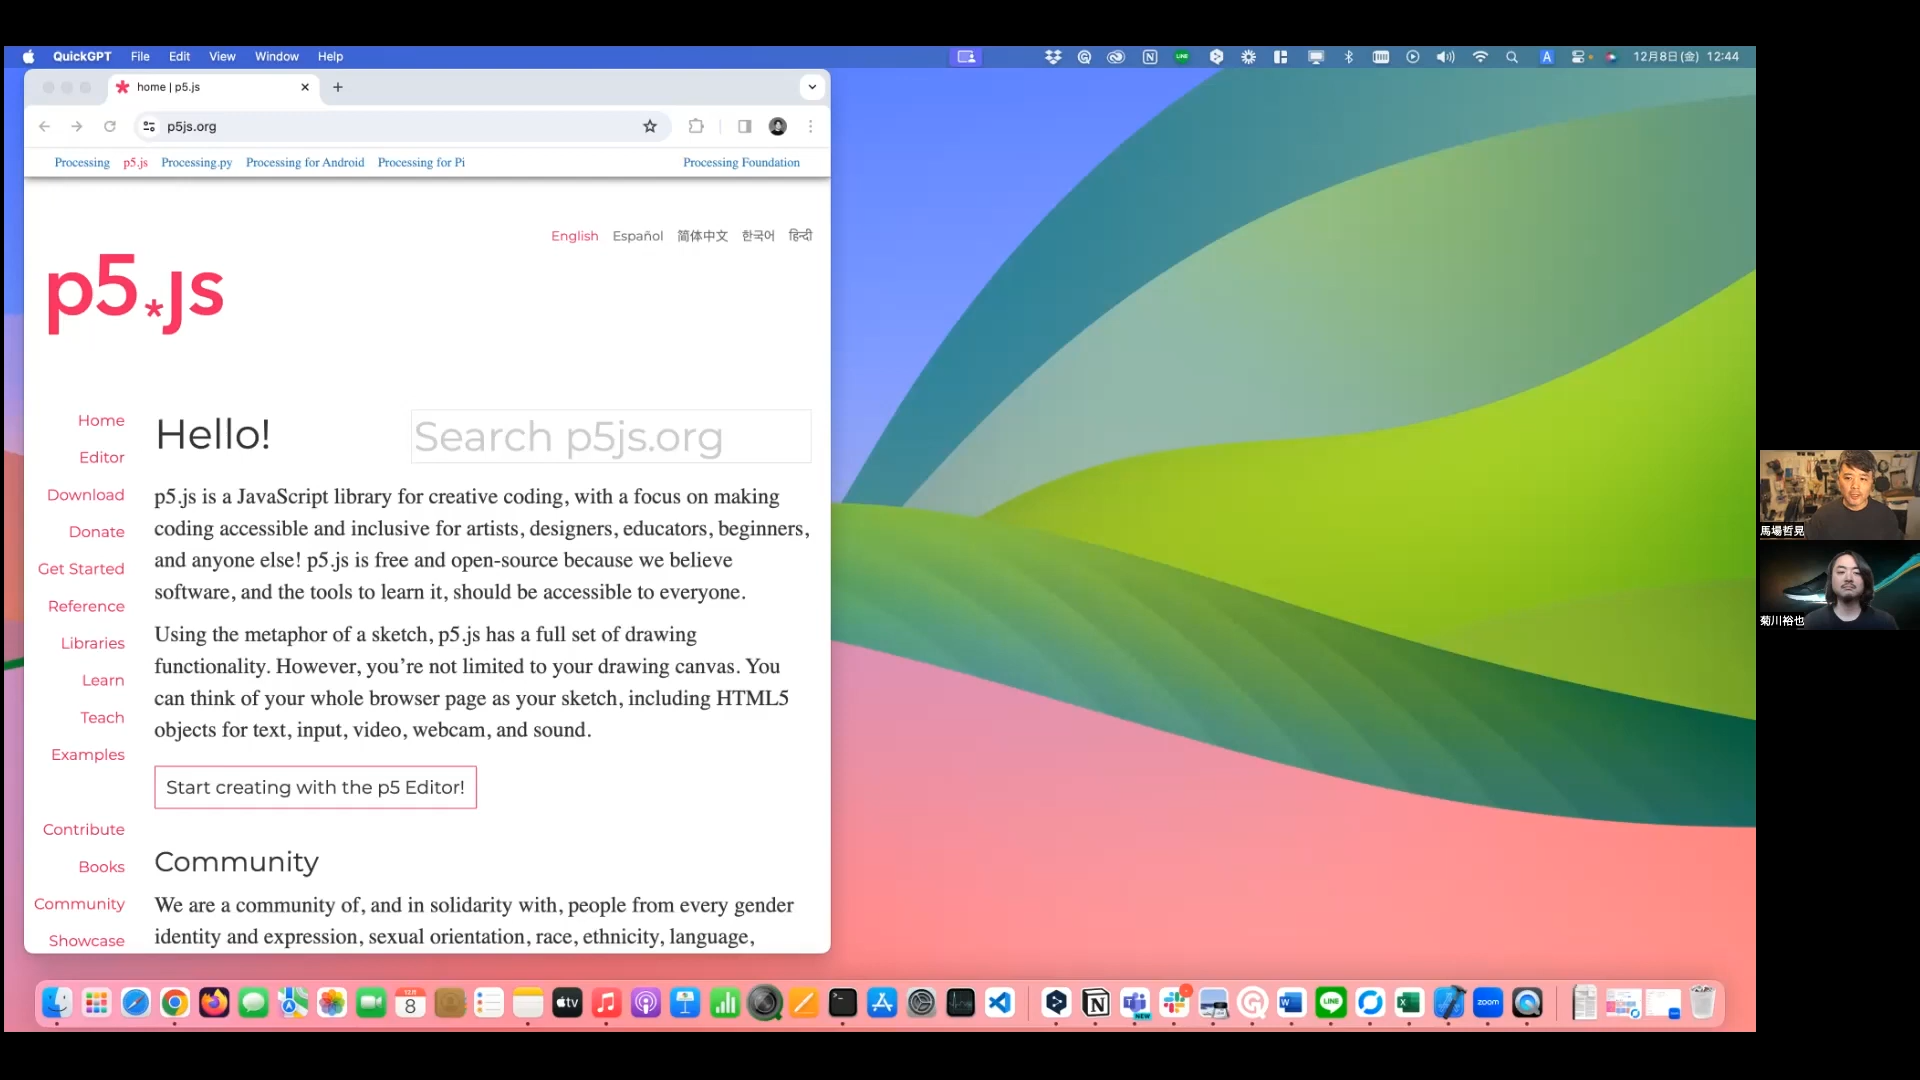 QuickGPT File Edit View Window Help
12月8日(金) 12:44
home | p5.js
p5js.org
Processing p5.js Processing.py Processing for Android Processing for Pi Processing Foundation
English Español 简体中文 한국어 हिन्दी
p5*js
Home
Editor
Download
Donate
Get Started
Reference
Libraries
Learn
Teach
Examples
Contribute
Books
Community
Showcase
Hello!
Search p5js.org
p5.js is a JavaScript library for creative coding, with a focus on making
coding accessible and inclusive for artists, designers, educators, beginners,
and anyone else! p5.js is free and open-source because we believe
software, and the tools to learn it, should be accessible to everyone.
Using the metaphor of a sketch, p5.js has a full set of drawing
functionality. However, you’re not limited to your drawing canvas. You
can think of your whole browser page as your sketch, including HTML5
objects for text, input, video, webcam, and sound.
Start creating with the p5 Editor!
Community
We are a community of, and in solidarity with, people from every gender
identity and expression, sexual orientation, race, ethnicity, language,
馬場哲晃
菊川裕也
8
tv
NEW
LINE
zoom